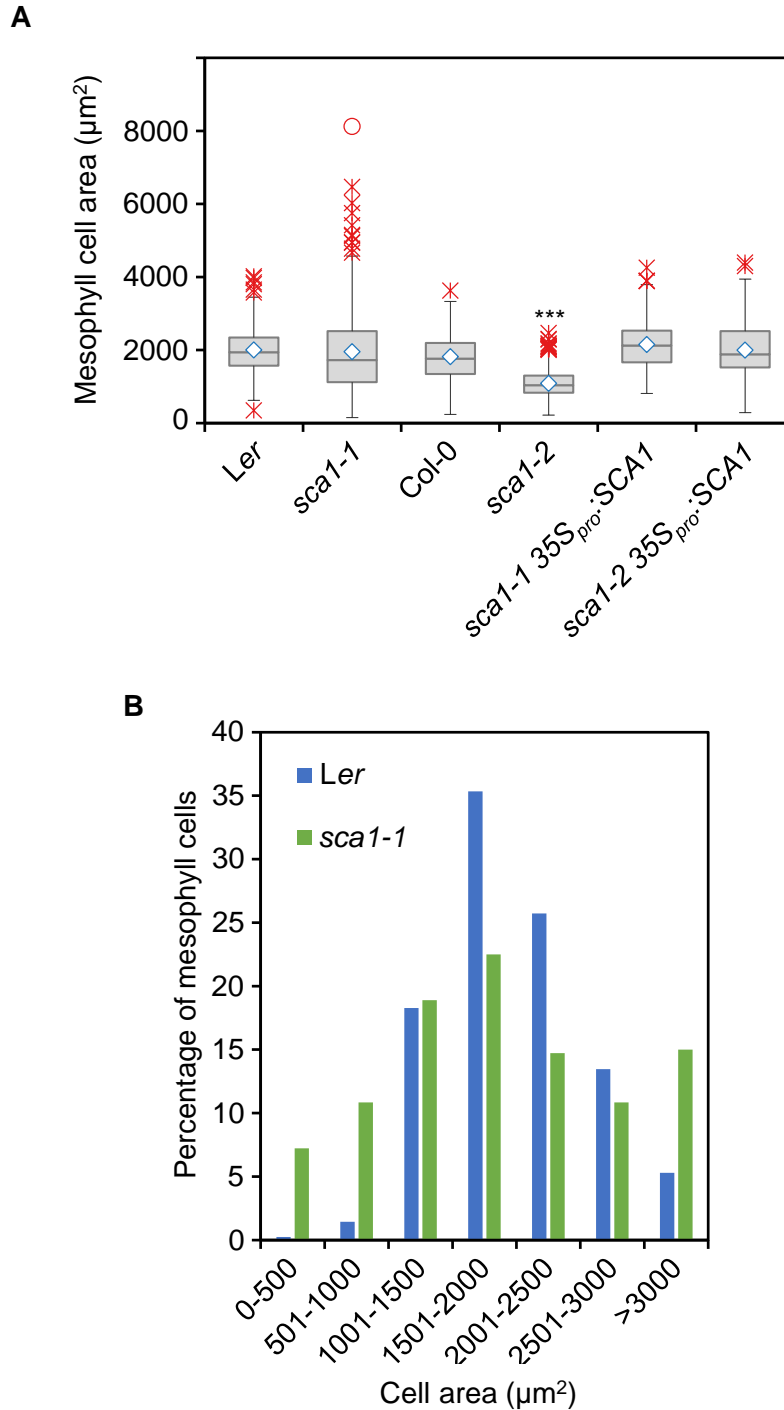 A
Mesophyll cell area (µm²)
8000
6000
4000
2000
0
***
Ler
sca1-1
Col-0
sca1-2
sca1-1 35Spro:SCA1
sca1-2 35Spro:SCA1
B
Percentage of mesophyll cells
40
35
30
25
20
15
10
5
0
Ler
sca1-1
0-500
501-1000
1001-1500
1501-2000
2001-2500
2501-3000
>3000
Cell area (µm²)